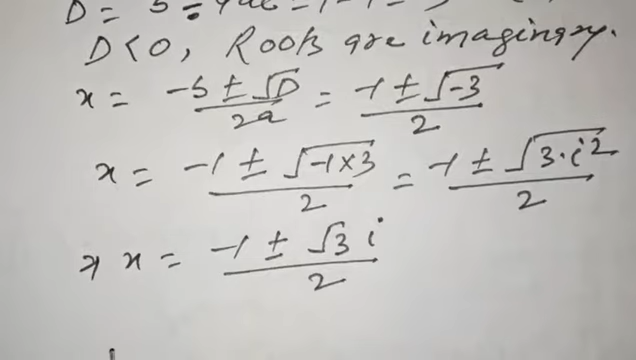 D<0, Roots are imaginary.
x = -b ± √D / 2a = -1 ± √-3 / 2
x = -1 ± √-1×3 / 2 = -1 ± √3·i² / 2
⇒ x = -1 ± √3 i / 2